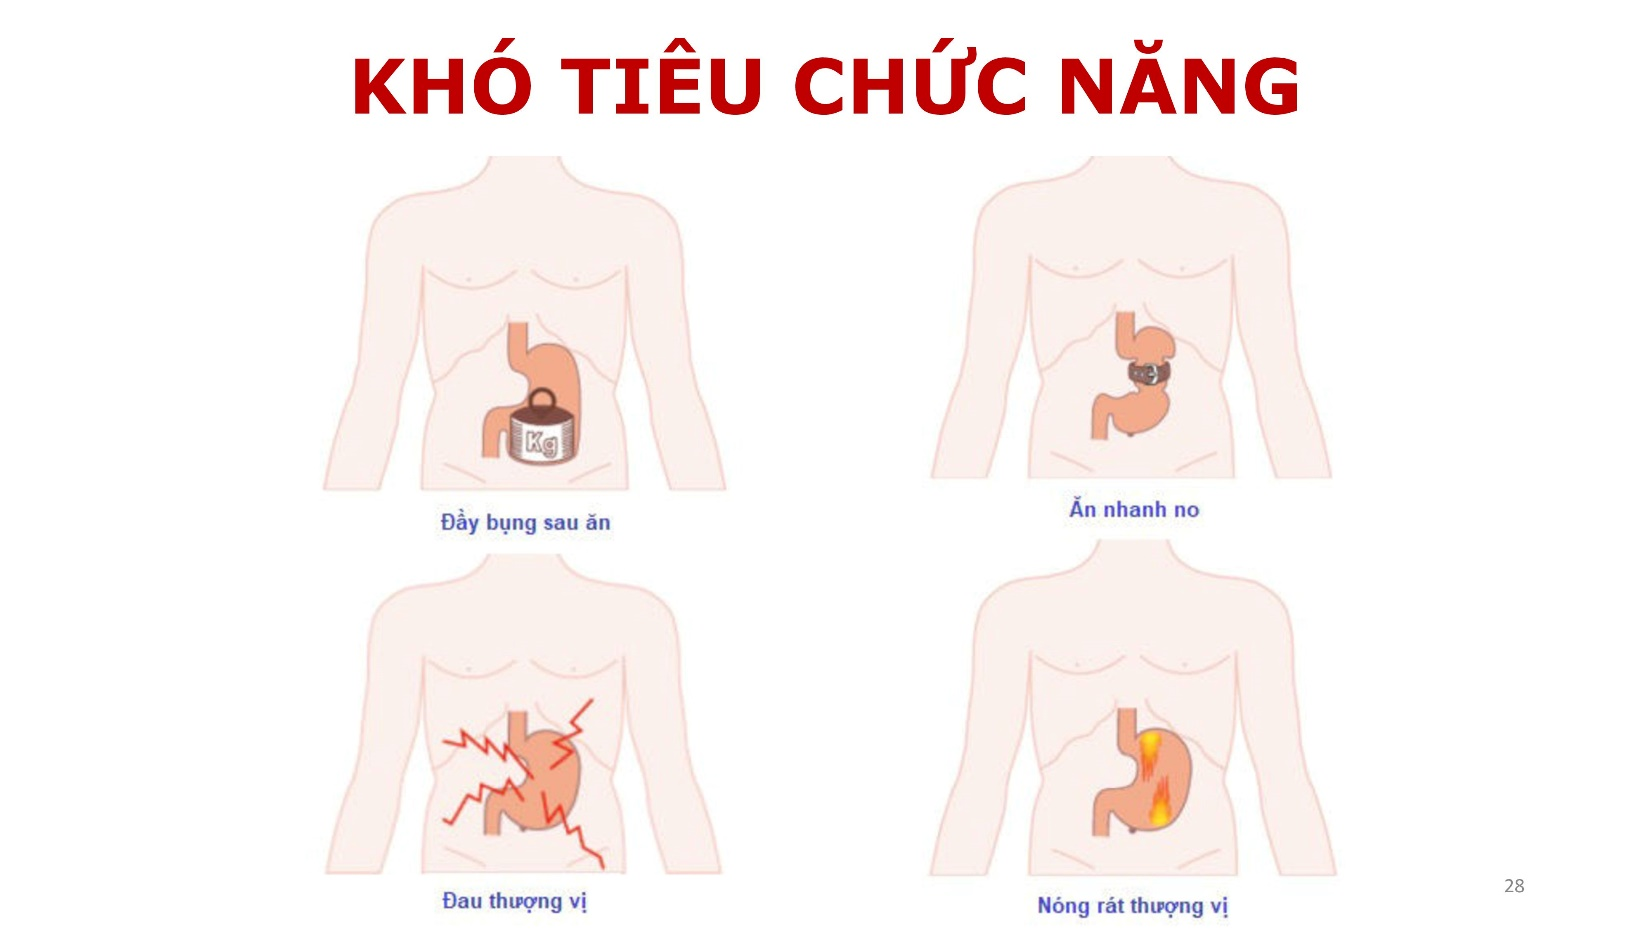 KHÓ TIÊU CHỨC NĂNG
Kg
Đầy bụng sau ăn
Ăn nhanh no
Đau thượng vị
Nóng rát thượng vị
28